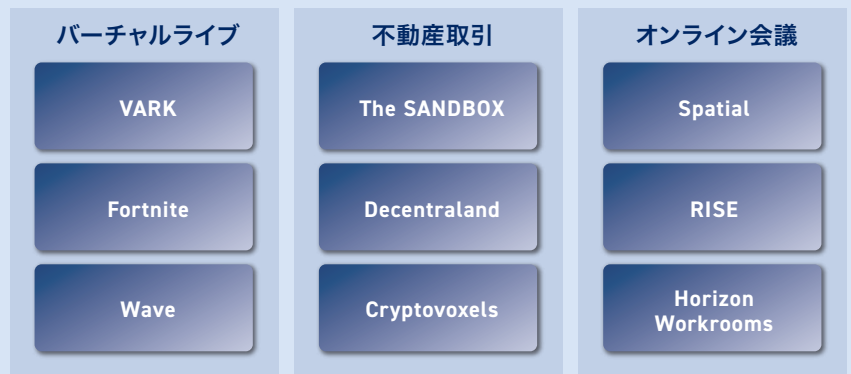 バーチャルライブ
VARK
Fortnite
Wave
不動産取引
The SANDBOX
Decentraland
Cryptovoxels
オンライン会議
Spatial
RISE
Horizon
Workrooms